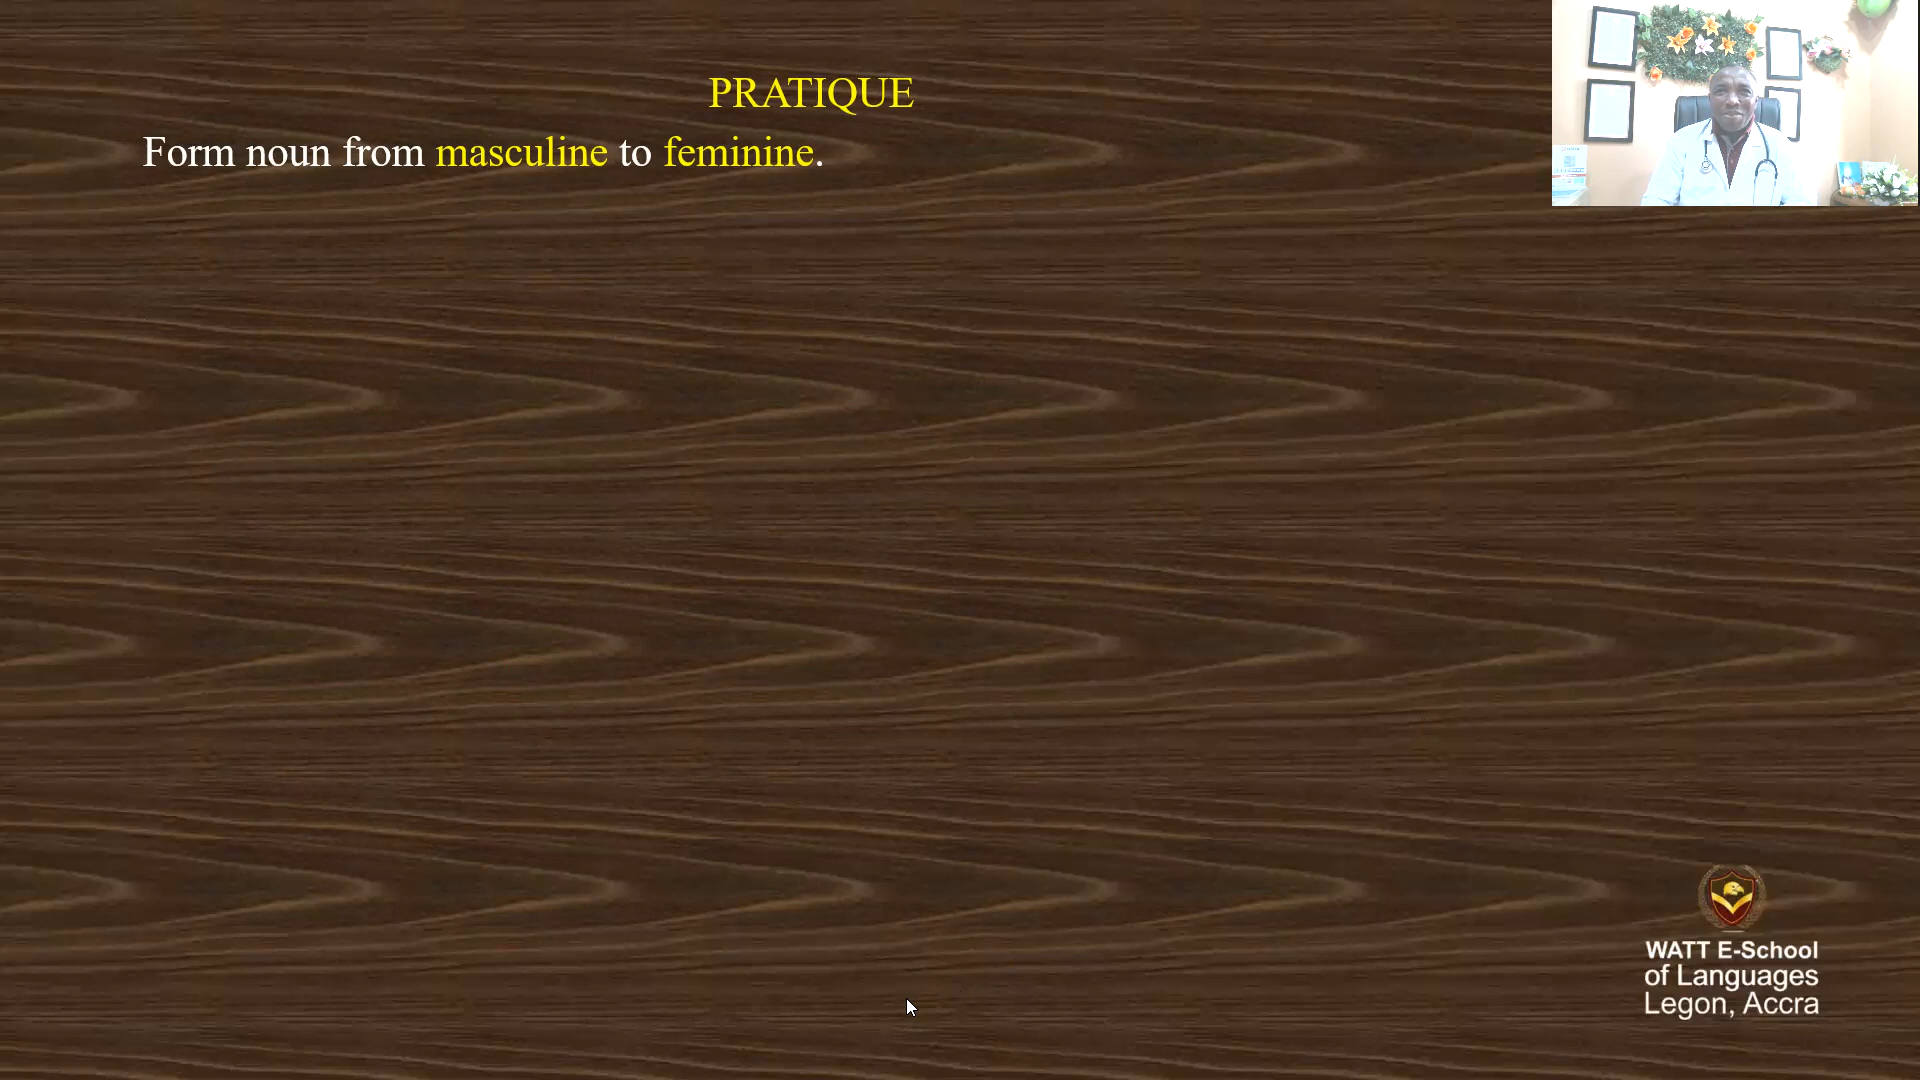 PRATIQUE
Form noun from masculine to feminine.
WATT E-School
of Languages
Legon, Accra